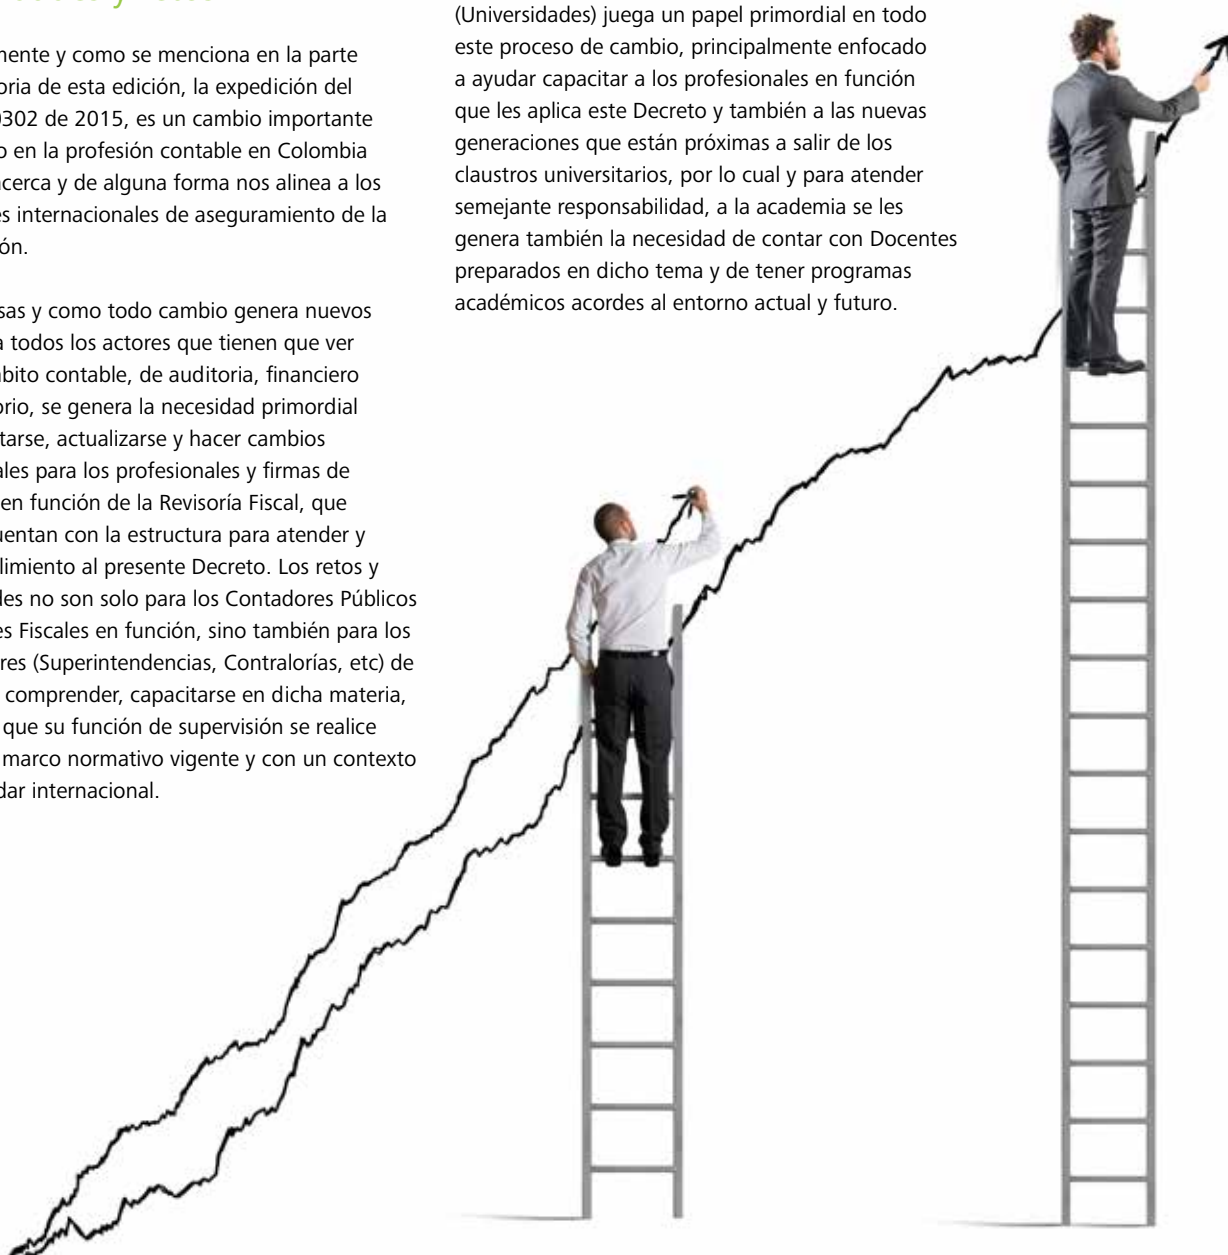 y retos
mente y como se menciona en la parte
oria de esta edición, la expedición del
0302 de 2015, es un cambio importante
o en la profesión contable en Colombia
cerca y de alguna forma nos alinea a los
es internacionales de aseguramiento de la
ón.
sas y como todo cambio genera nuevos
a todos los actores que tienen que ver
bito contable, de auditoria, financiero
orio, se genera la necesidad primordial
tarse, actualizarse y hacer cambios
ales para los profesionales y firmas de
en función de la Revisoría Fiscal, que
uentan con la estructura para atender y
limiento al presente Decreto. Los retos y
des no son solo para los Contadores Públicos
es Fiscales en función, sino también para los
res (Superintendencias, Contralorías, etc) de
comprender, capacitarse en dicha materia,
que su función de supervisión se realice
marco normativo vigente y con un contexto
dar internacional.
(Universidades) juega un papel primordial en todo
este proceso de cambio, principalmente enfocado
a ayudar capacitar a los profesionales en función
que les aplica este Decreto y también a las nuevas
generaciones que están próximas a salir de los
claustros universitarios, por lo cual y para atender
semejante responsabilidad, a la academia se les
genera también la necesidad de contar con Docentes
preparados en dicho tema y de tener programas
académicos acordes al entorno actual y futuro.